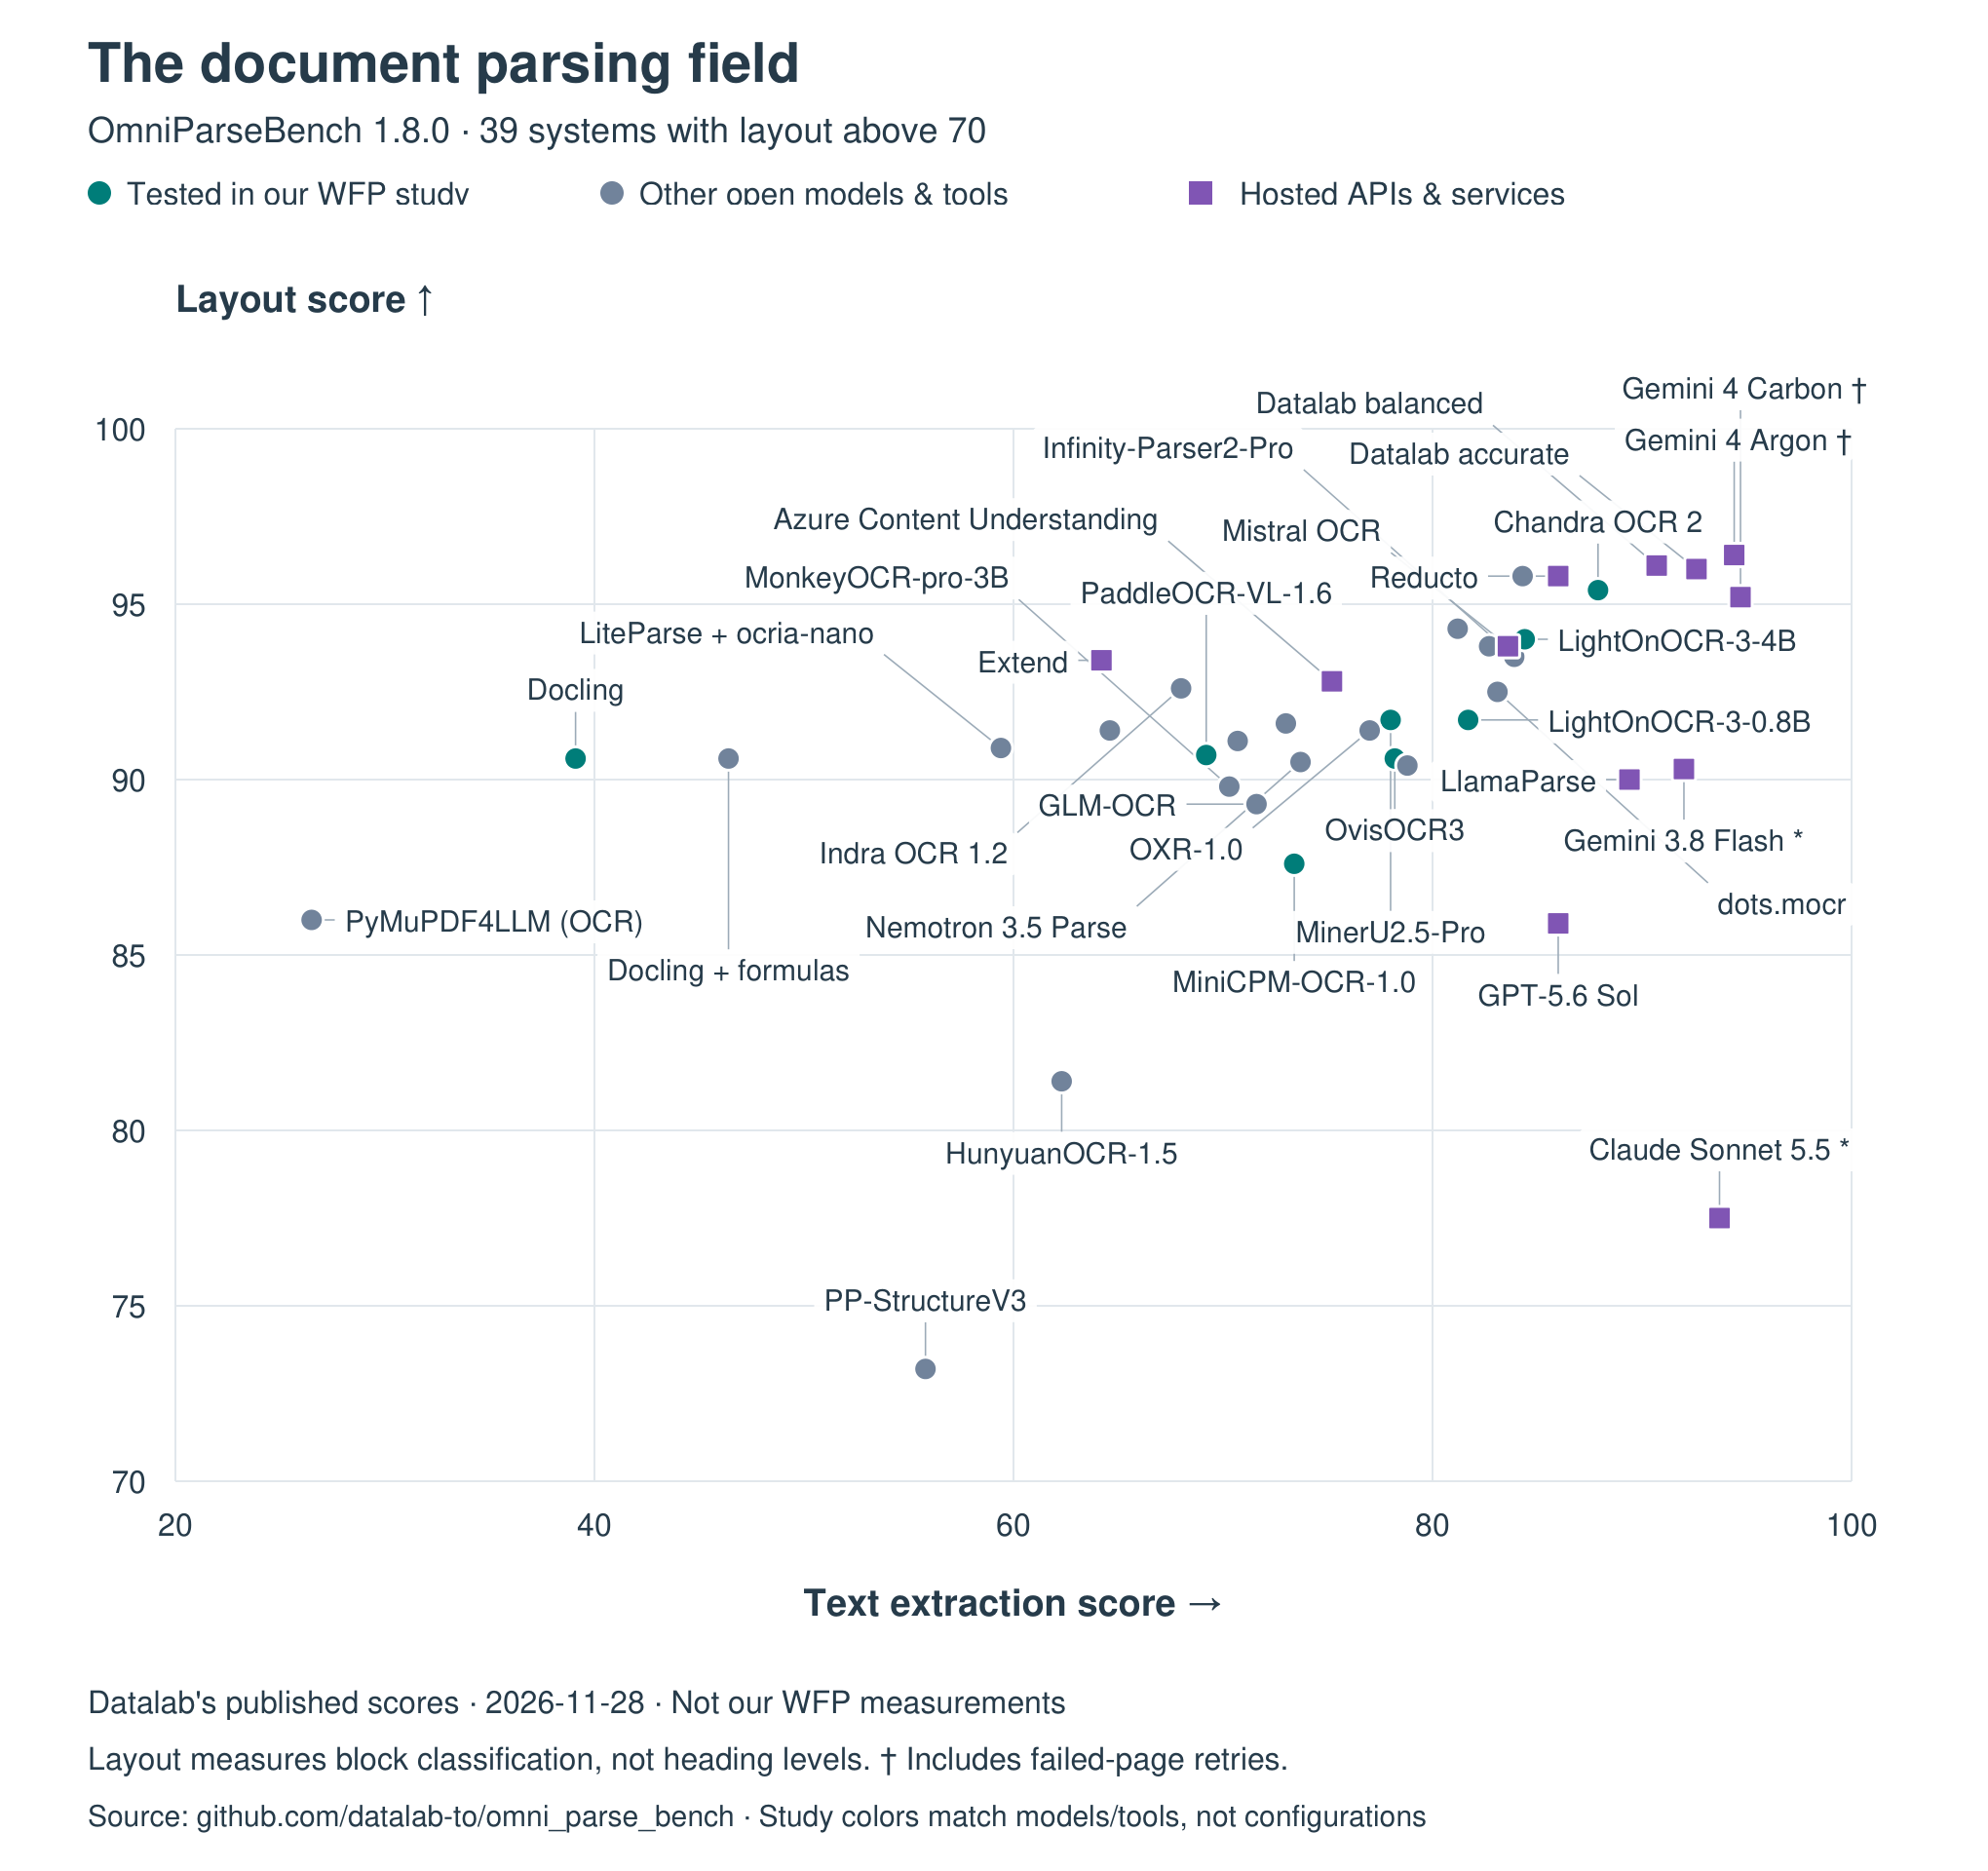 The document parsing field
OmniParseBench 1.8.0 · 39 systems with layout above 70
Tested in our WFP study
Other open models & tools
Hosted APIs & services
Layout score ↑
Gemini 4 Carbon †
Datalab balanced
100
Gemini 4 Argon †
Infinity-Parser2-Pro
Datalab accurate
Azure Content Understanding
Mistral OCR
Chandra OCR 2
MonkeyOCR-pro-3B
Reducto
PaddleOCR-VL-1.6
95
LiteParse + ocria-nano
LightOnOCR-3-4B
Extend
Docling
LightOnOCR-3-0.8B
90
LlamaParse
GLM-OCR
OvisOCR3
Gemini 3.8 Flash *
Indra OCR 1.2
OXR-1.0
dots.mocr
PyMuPDF4LLM (OCR)
Nemotron 3.5 Parse
MinerU2.5-Pro
85
Docling + formulas
MiniCPM-OCR-1.0
GPT-5.6 Sol
80
HunyuanOCR-1.5
Claude Sonnet 5.5 *
75
PP-StructureV3
70
20
40
60
80
100
Text extraction score →
Datalab's published scores · 2026-11-28 · Not our WFP measurements
Layout measures block classification, not heading levels. † Includes failed-page retries.
Source: github.com/datalab-to/omni_parse_bench · Study colors match models/tools, not configurations